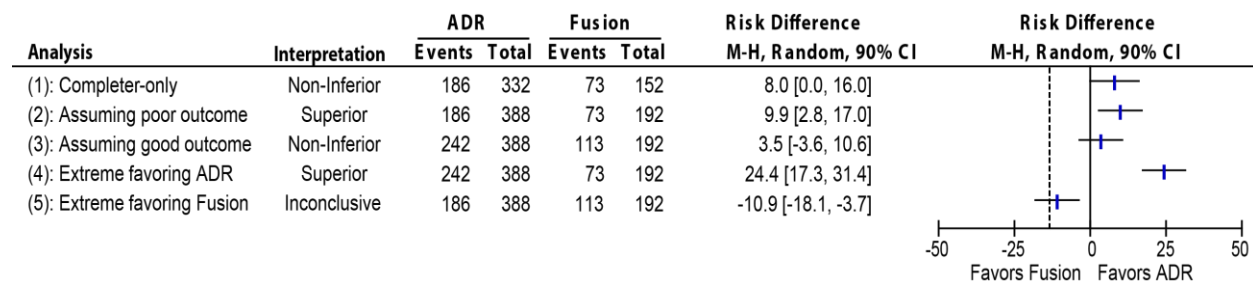 ADR Fusion Risk Difference Risk Difference
Analysis Interpretation Events Total Events Total M-H, Random, 90% CI M-H, Random, 90% CI
(1): Completer-only Non-Inferior 186 332 73 152 8.0 [0.0, 16.0]
(2): Assuming poor outcome Superior 186 388 73 192 9.9 [2.8, 17.0]
(3): Assuming good outcome Non-Inferior 242 388 113 192 3.5 [-3.6, 10.6]
(4): Extreme favoring ADR Superior 242 388 73 192 24.4 [17.3, 31.4]
(5): Extreme favoring Fusion Inconclusive 186 388 113 192 -10.9 [-18.1, -3.7]
-50 -25 0 25 50
Favors Fusion Favors ADR